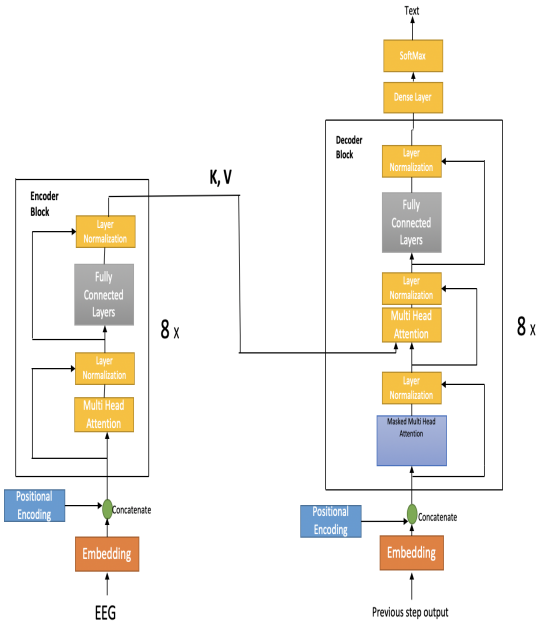 Text
SoftMax
Dense Layer
Decoder
Block
Layer
Normalization
Fully
Connected
Layers
Layer
Normalization
Multi Head
Attention
Layer
Normalization
Masked Multi Head
Attention
8 x
Positional
Encoding
Concatenate
Embedding
Previous step output
K, V
Encoder
Block
Layer
Normalization
Fully
Connected
Layers
Layer
Normalization
Multi Head
Attention
8 x
Positional
Encoding
Concatenate
Embedding
EEG